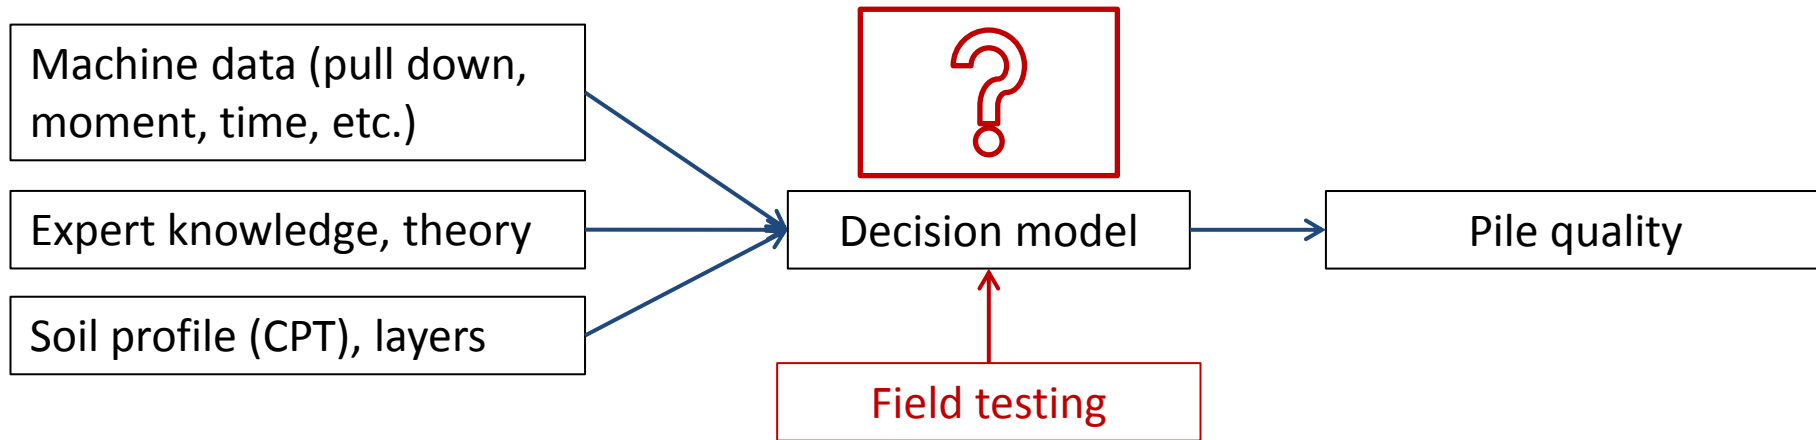 Machine data (pull down,
moment, time, etc.)
?
Expert knowledge, theory
Decision model
Pile quality
Soil profile (CPT), layers
Field testing